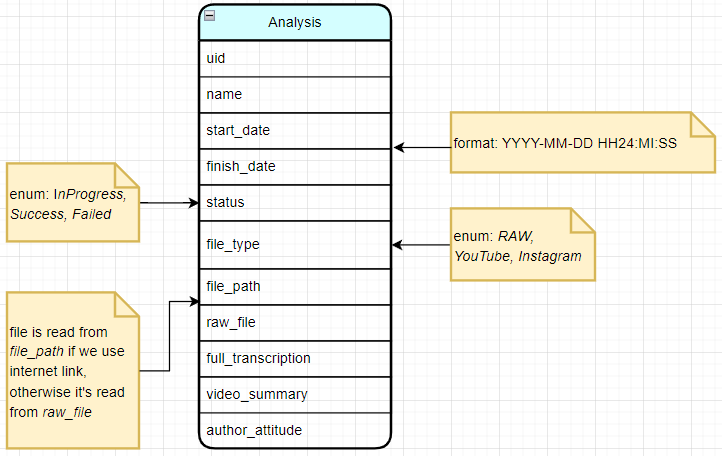 Analysis
uid
name
start_date
finish_date
status
file_type
file_path
raw_file
full_transcription
video_summary
author_attitude
format: YYYY-MM-DD HH24:MI:SS
enum: InProgress,
Success, Failed
enum: RAW,
YouTube, Instagram
file is read from
file_path if we use
internet link,
otherwise it's read
from raw_file